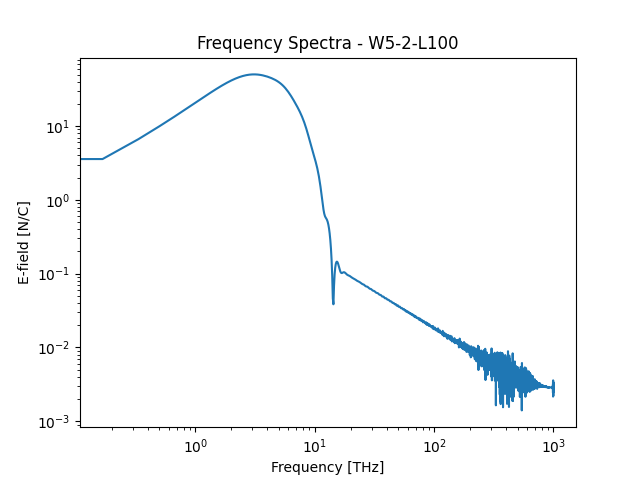 Frequency Spectra - W5-2-L100
E-field [N/C]
10¹
10⁰
10⁻¹
10⁻²
10⁻³
10⁰ 10¹ 10² 10³
Frequency [THz]